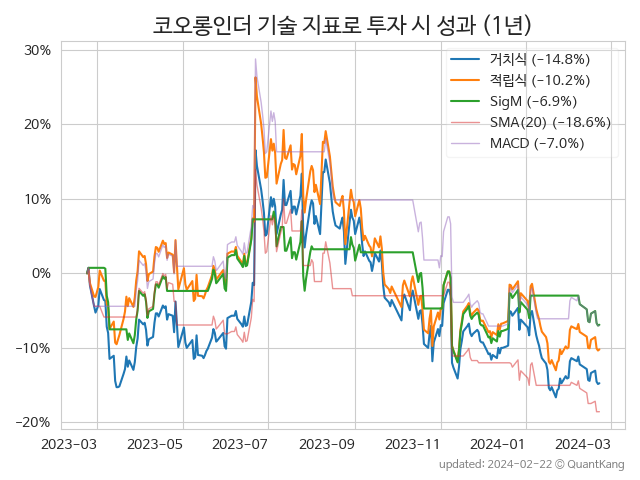 코오롱인더 기술 지표로 투자 시 성과 (1년)
30%
20%
10%
0%
−10%
−20%
거치식 (−14.8%)
적립식 (−10.2%)
SigM (−6.9%)
SMA(20) (−18.6%)
MACD (−7.0%)
2023−03 2023−05 2023−07 2023−09 2023−11 2024−01 2024−03
updated: 2024−02−22 ⓒ QuantKang